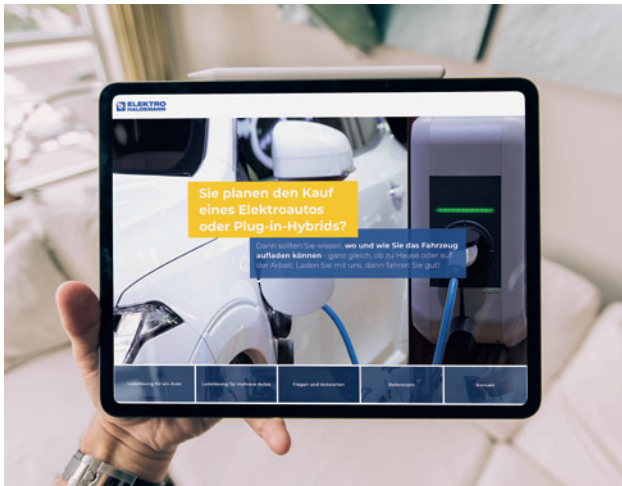 ELEKTRO
HALDEMANN
Sie planen den Kauf
eines Elektroautos
oder Plug-in-Hybrids?
Dann sollten Sie wissen, wo und wie Sie das Fahrzeug
aufladen können - ganz gleich, ob zu Hause oder auf
der Arbeit. Laden Sie mit uns, dann fahren Sie gut!
Ladelösung für ein Auto Ladelösung für mehrere Autos Fragen und Antworten Referenzen Kontakt